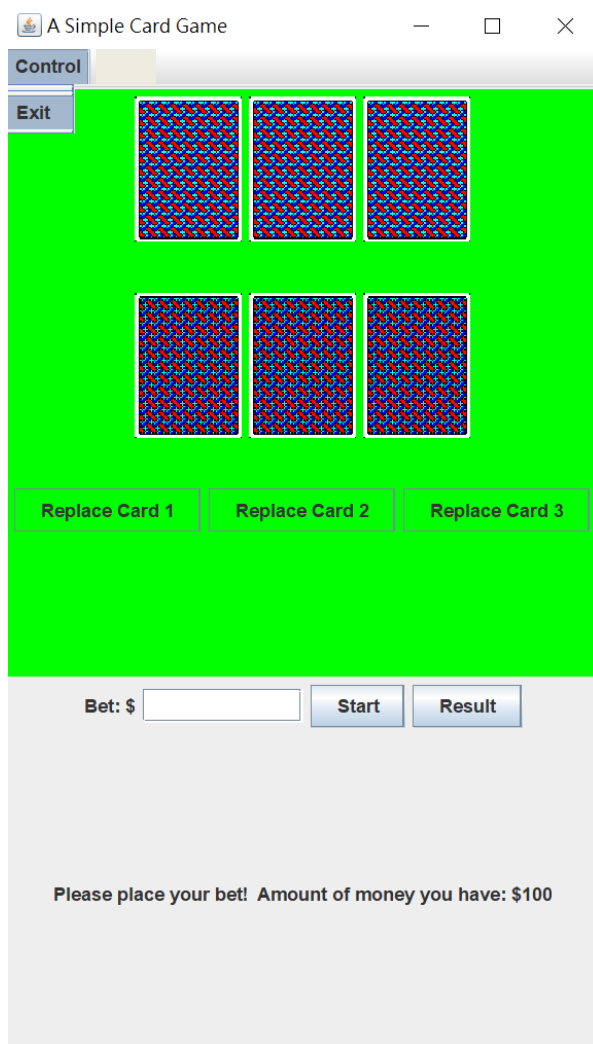 A Simple Card Game
Control
Exit
Replace Card 1 Replace Card 2 Replace Card 3
Bet: $ Start Result
Please place your bet!  Amount of money you have: $100